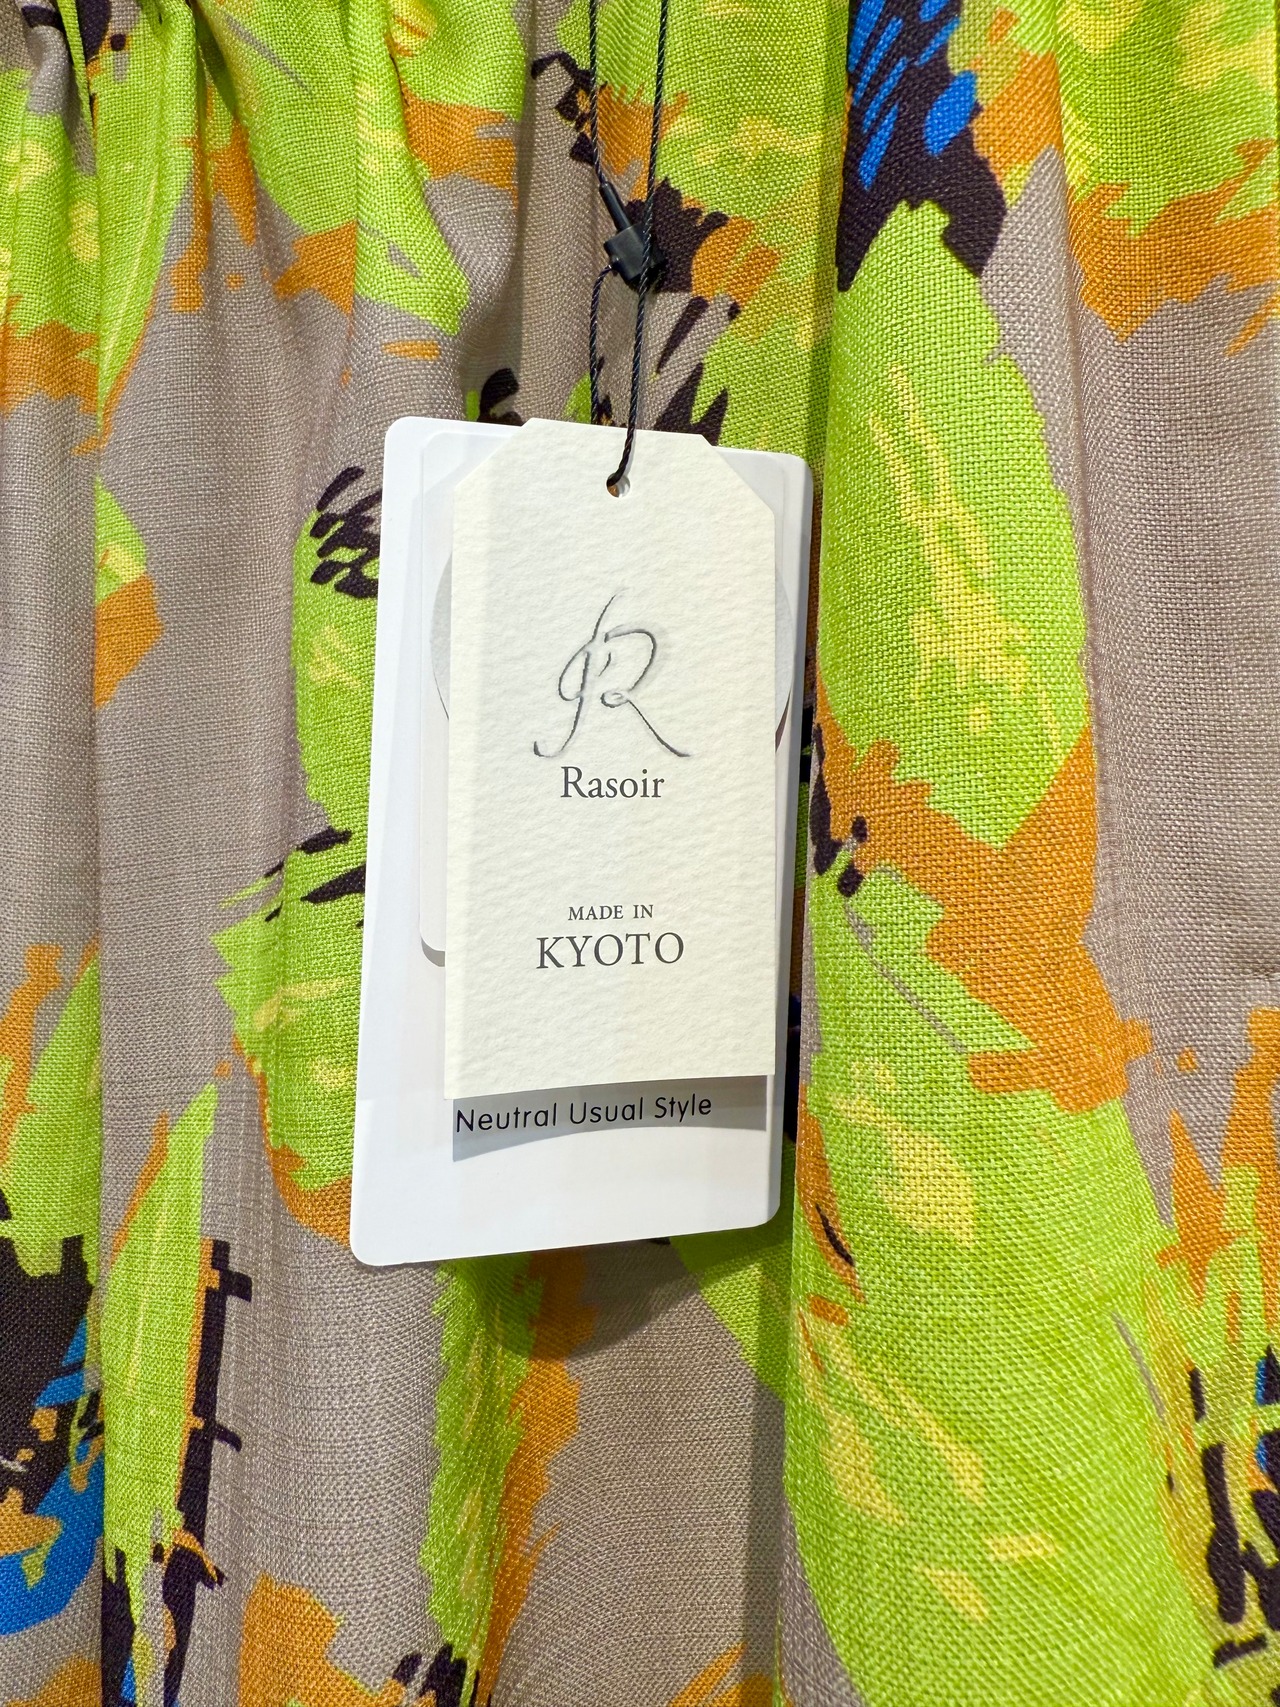 R
Rasoir
MADE IN
KYOTO
Neutral Usual Style